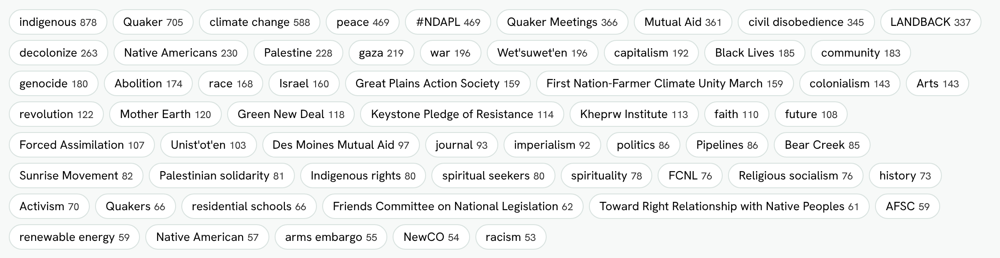 indigenous 878 Quaker 705 climate change 588 peace 469 #NDAPL 469 Quaker Meetings 366 Mutual Aid 361 civil disobedience 345 LANDBACK 337
decolonize 263 Native Americans 230 Palestine 228 gaza 219 war 196 Wet'suwet'en 196 capitalism 192 Black Lives 185 community 183
genocide 180 Abolition 174 race 168 Israel 160 Great Plains Action Society 159 First Nation-Farmer Climate Unity March 159 colonialism 143 Arts 143
revolution 122 Mother Earth 120 Green New Deal 118 Keystone Pledge of Resistance 114 Kheprw Institute 113 faith 110 future 108
Forced Assimilation 107 Unist'ot'en 103 Des Moines Mutual Aid 97 journal 93 imperialism 92 politics 86 Pipelines 86 Bear Creek 85
Sunrise Movement 82 Palestinian solidarity 81 Indigenous rights 80 spiritual seekers 80 spirituality 78 FCNL 76 Religious socialism 76 history 73
Activism 70 Quakers 66 residential schools 66 Friends Committee on National Legislation 62 Toward Right Relationship with Native Peoples 61 AFSC 59
renewable energy 59 Native American 57 arms embargo 55 NewCO 54 racism 53